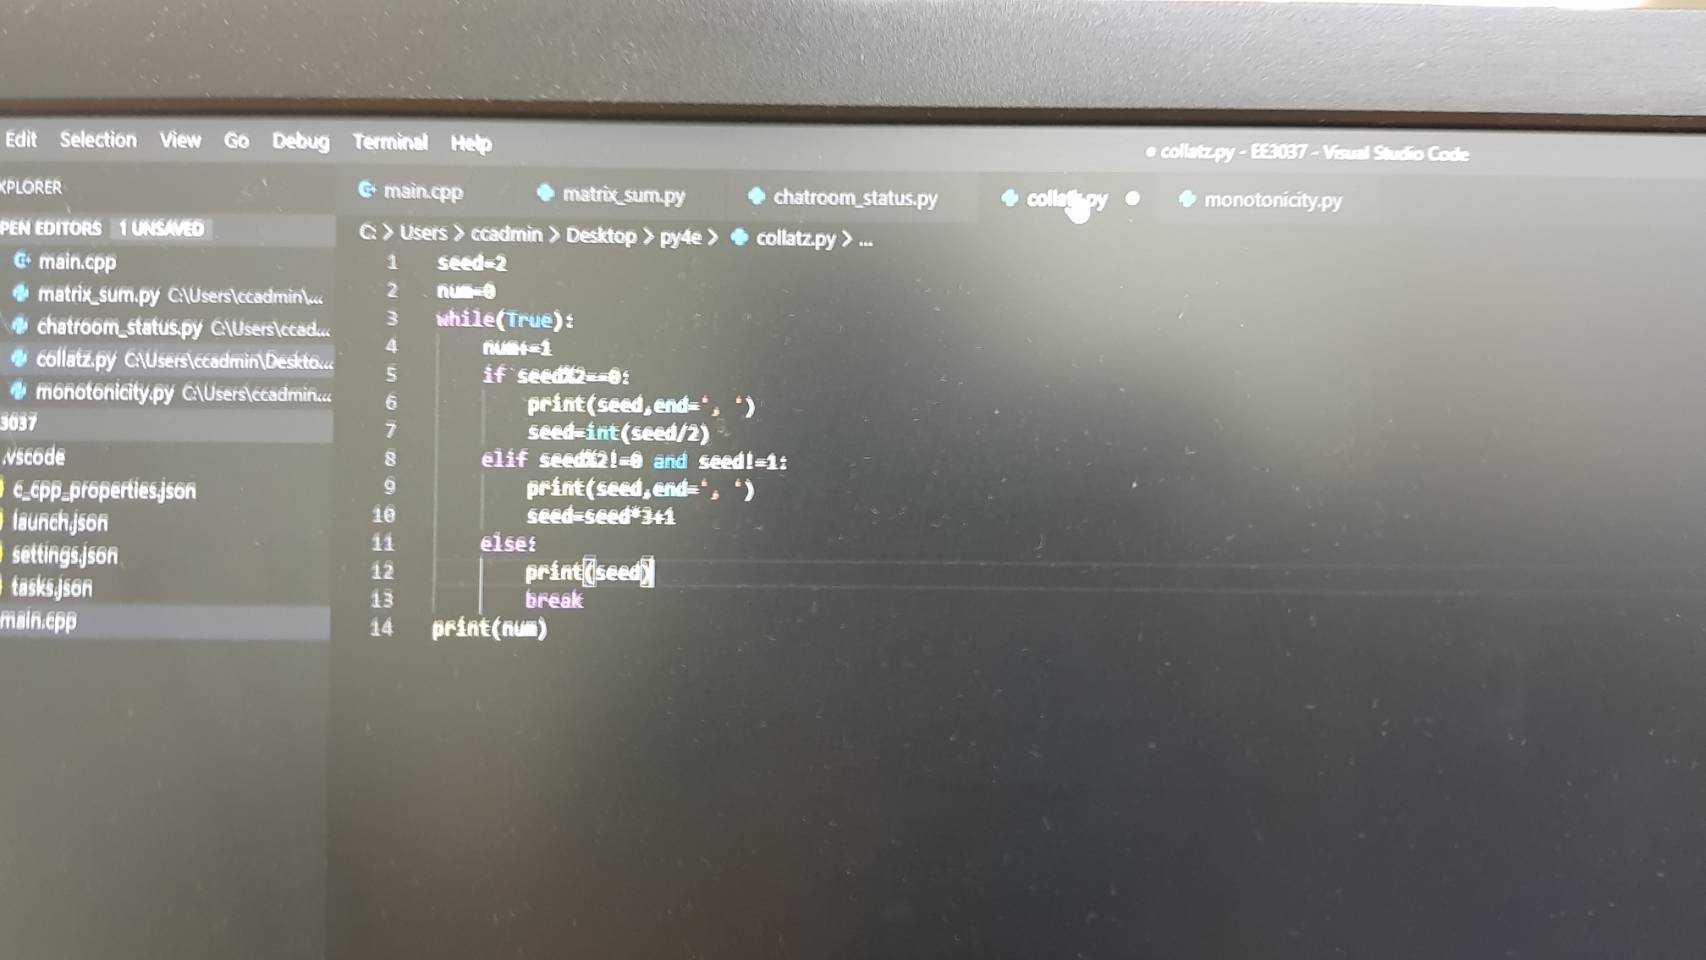 Edit Selection View Go Debug Terminal Help
collatz.py - EE3037 - Visual Studio Code
XPLORER
main.cpp matrix_sum.py chatroom_status.py collatz.py monotonicity.py
PEN EDITORS 1 UNSAVED
main.cpp
matrix_sum.py C:\Users\ccadmin\...
chatroom_status.py C:\Users\ccad...
collatz.py C:\Users\ccadmin\Deskto...
monotonicity.py C:\Users\ccadmin...
3037
.vscode
c_cpp_properties.json
launch.json
settings.json
tasks.json
main.cpp
C: > Users > ccadmin > Desktop > py4e > collatz.py > ...
1 seed=2
2 num=0
3 while(True):
4 num+=1
5 if seed%2==0:
6 print(seed,end=', ')
7 seed=int(seed/2)
8 elif seed%2!=0 and seed!=1:
9 print(seed,end=', ')
10 seed=seed*3+1
11 else:
12 print(seed)
13 break
14 print(num)